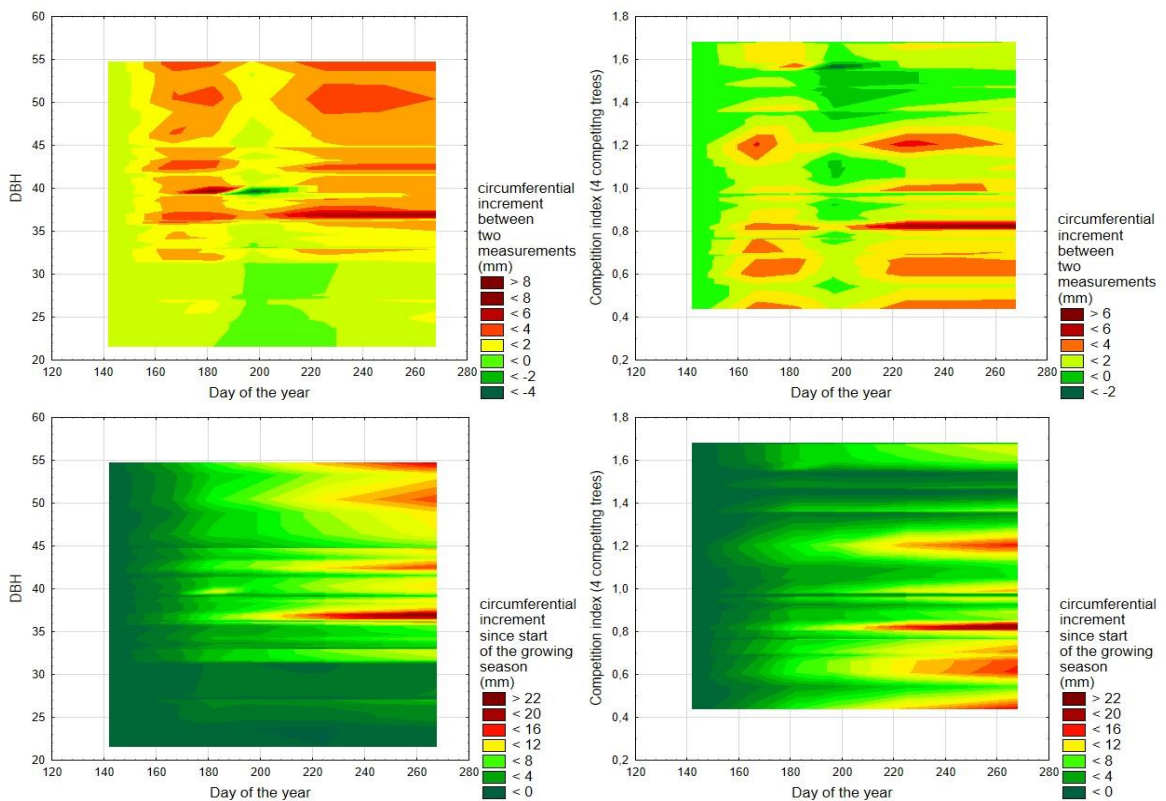 60
55
50
45
40
35
30
25
20
DBH
120 140 160 180 200 220 240 260 280
Day of the year
circumferential
increment
between
two
measurements
(mm)
> 8
< 8
< 6
< 4
< 2
< 0
< -2
< -4
1,8
1,6
1,4
1,2
1,0
0,8
0,6
0,4
0,2
Competition index (4 competing trees)
120 140 160 180 200 220 240 260 280
Day of the year
circumferential
increment
between
two
measurements
(mm)
> 6
< 6
< 4
< 2
< 0
< -2
60
55
50
45
40
35
30
25
20
DBH
120 140 160 180 200 220 240 260 280
Day of the year
circumferential
increment
since start
of the growing
season
(mm)
> 22
< 20
< 16
< 12
< 8
< 4
< 0
1,8
1,6
1,4
1,2
1,0
0,8
0,6
0,4
0,2
Competition index (4 competitng trees)
120 140 160 180 200 220 240 260 280
Day of the year
circumferential
increment
since start
of the growing
season
(mm)
> 22
< 20
< 16
< 12
< 8
< 4
< 0